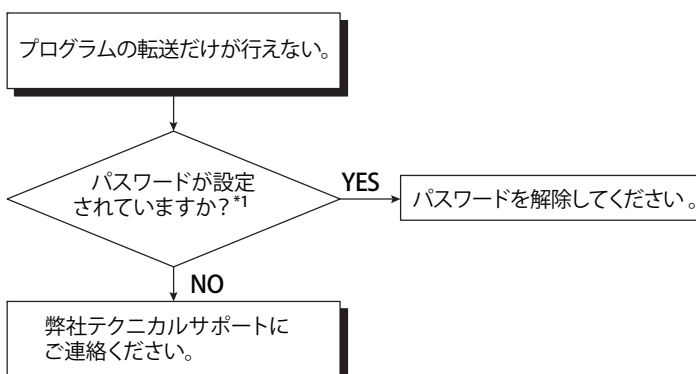 プログラムの転送だけが行えない。
パスワードが設定
されていますか?*1
YES
パスワードを解除してください。
NO
弊社テクニカルサポートに
ご連絡ください。